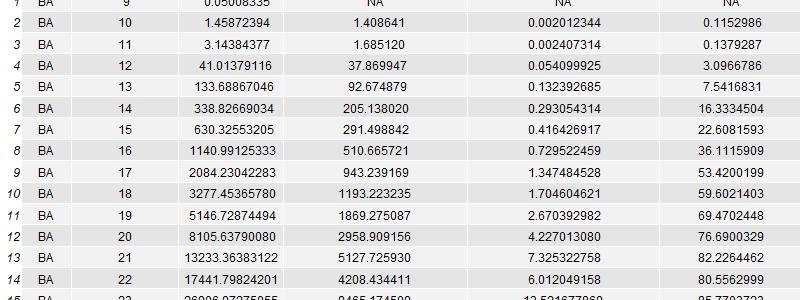 1 BA 9 0.05008335 NA NA NA
2 BA 10 1.45872394 1.408641 0.002012344 0.1152986
3 BA 11 3.14384377 1.685120 0.002407314 0.1379287
4 BA 12 41.01379116 37.869947 0.054099925 3.0966786
5 BA 13 133.68867046 92.674879 0.132392685 7.5416831
6 BA 14 338.82669034 205.138020 0.293054314 16.3334504
7 BA 15 630.32553205 291.498842 0.416426917 22.6081593
8 BA 16 1140.99125333 510.665721 0.729522459 36.1115909
9 BA 17 2084.23042283 943.239169 1.347484528 53.4200199
10 BA 18 3277.45365780 1193.223235 1.704604621 59.6021403
11 BA 19 5146.72874494 1869.275087 2.670392982 69.4702448
12 BA 20 8105.63790080 2958.909156 4.227013080 76.6900329
13 BA 21 13233.36383122 5127.725930 7.325322758 82.2264462
14 BA 22 17441.79824201 4208.434411 6.012049158 80.5562999
15 BA 23